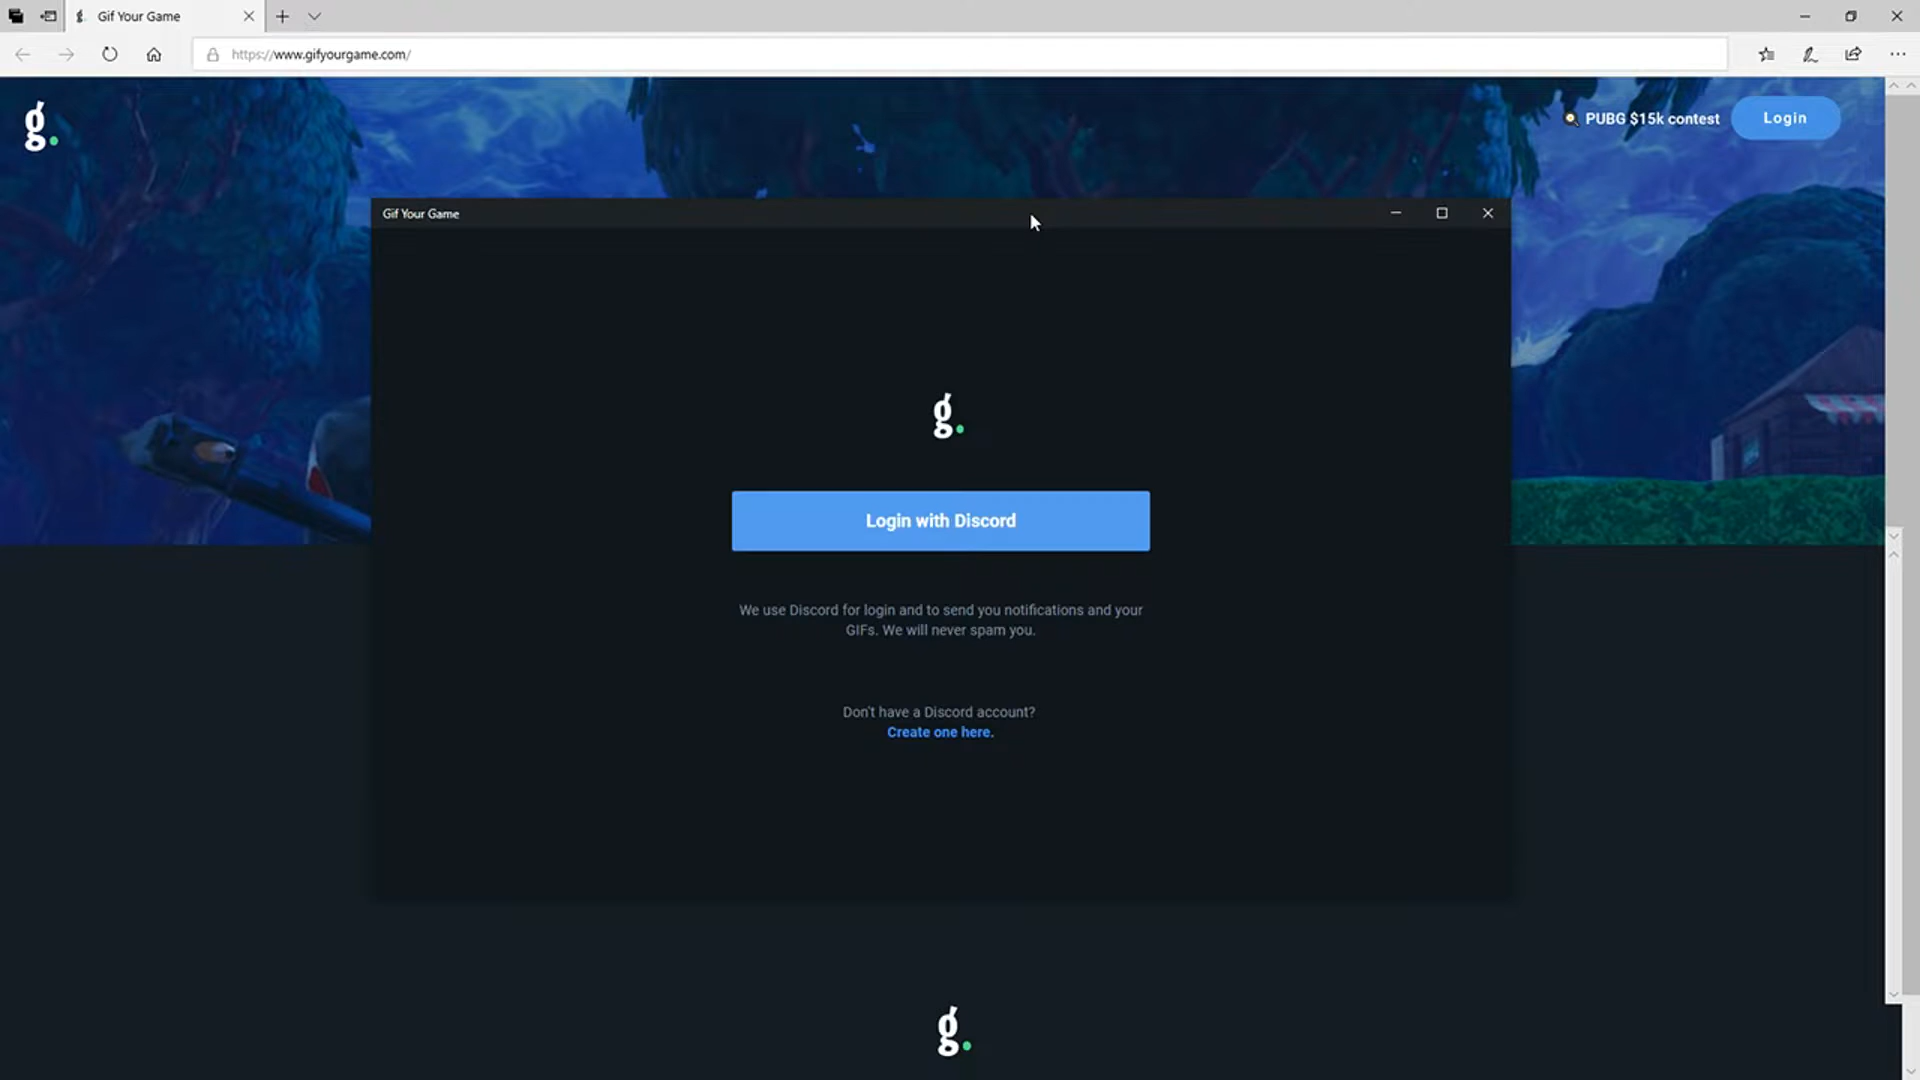 Gif Your Game
https://www.gifyourgame.com/
g.
PUBG $15k contest
Login
Gif Your Game
g.
Login with Discord
We use Discord for login and to send you notifications and your
GIFs. We will never spam you.
Don't have a Discord account?
Create one here.
g.